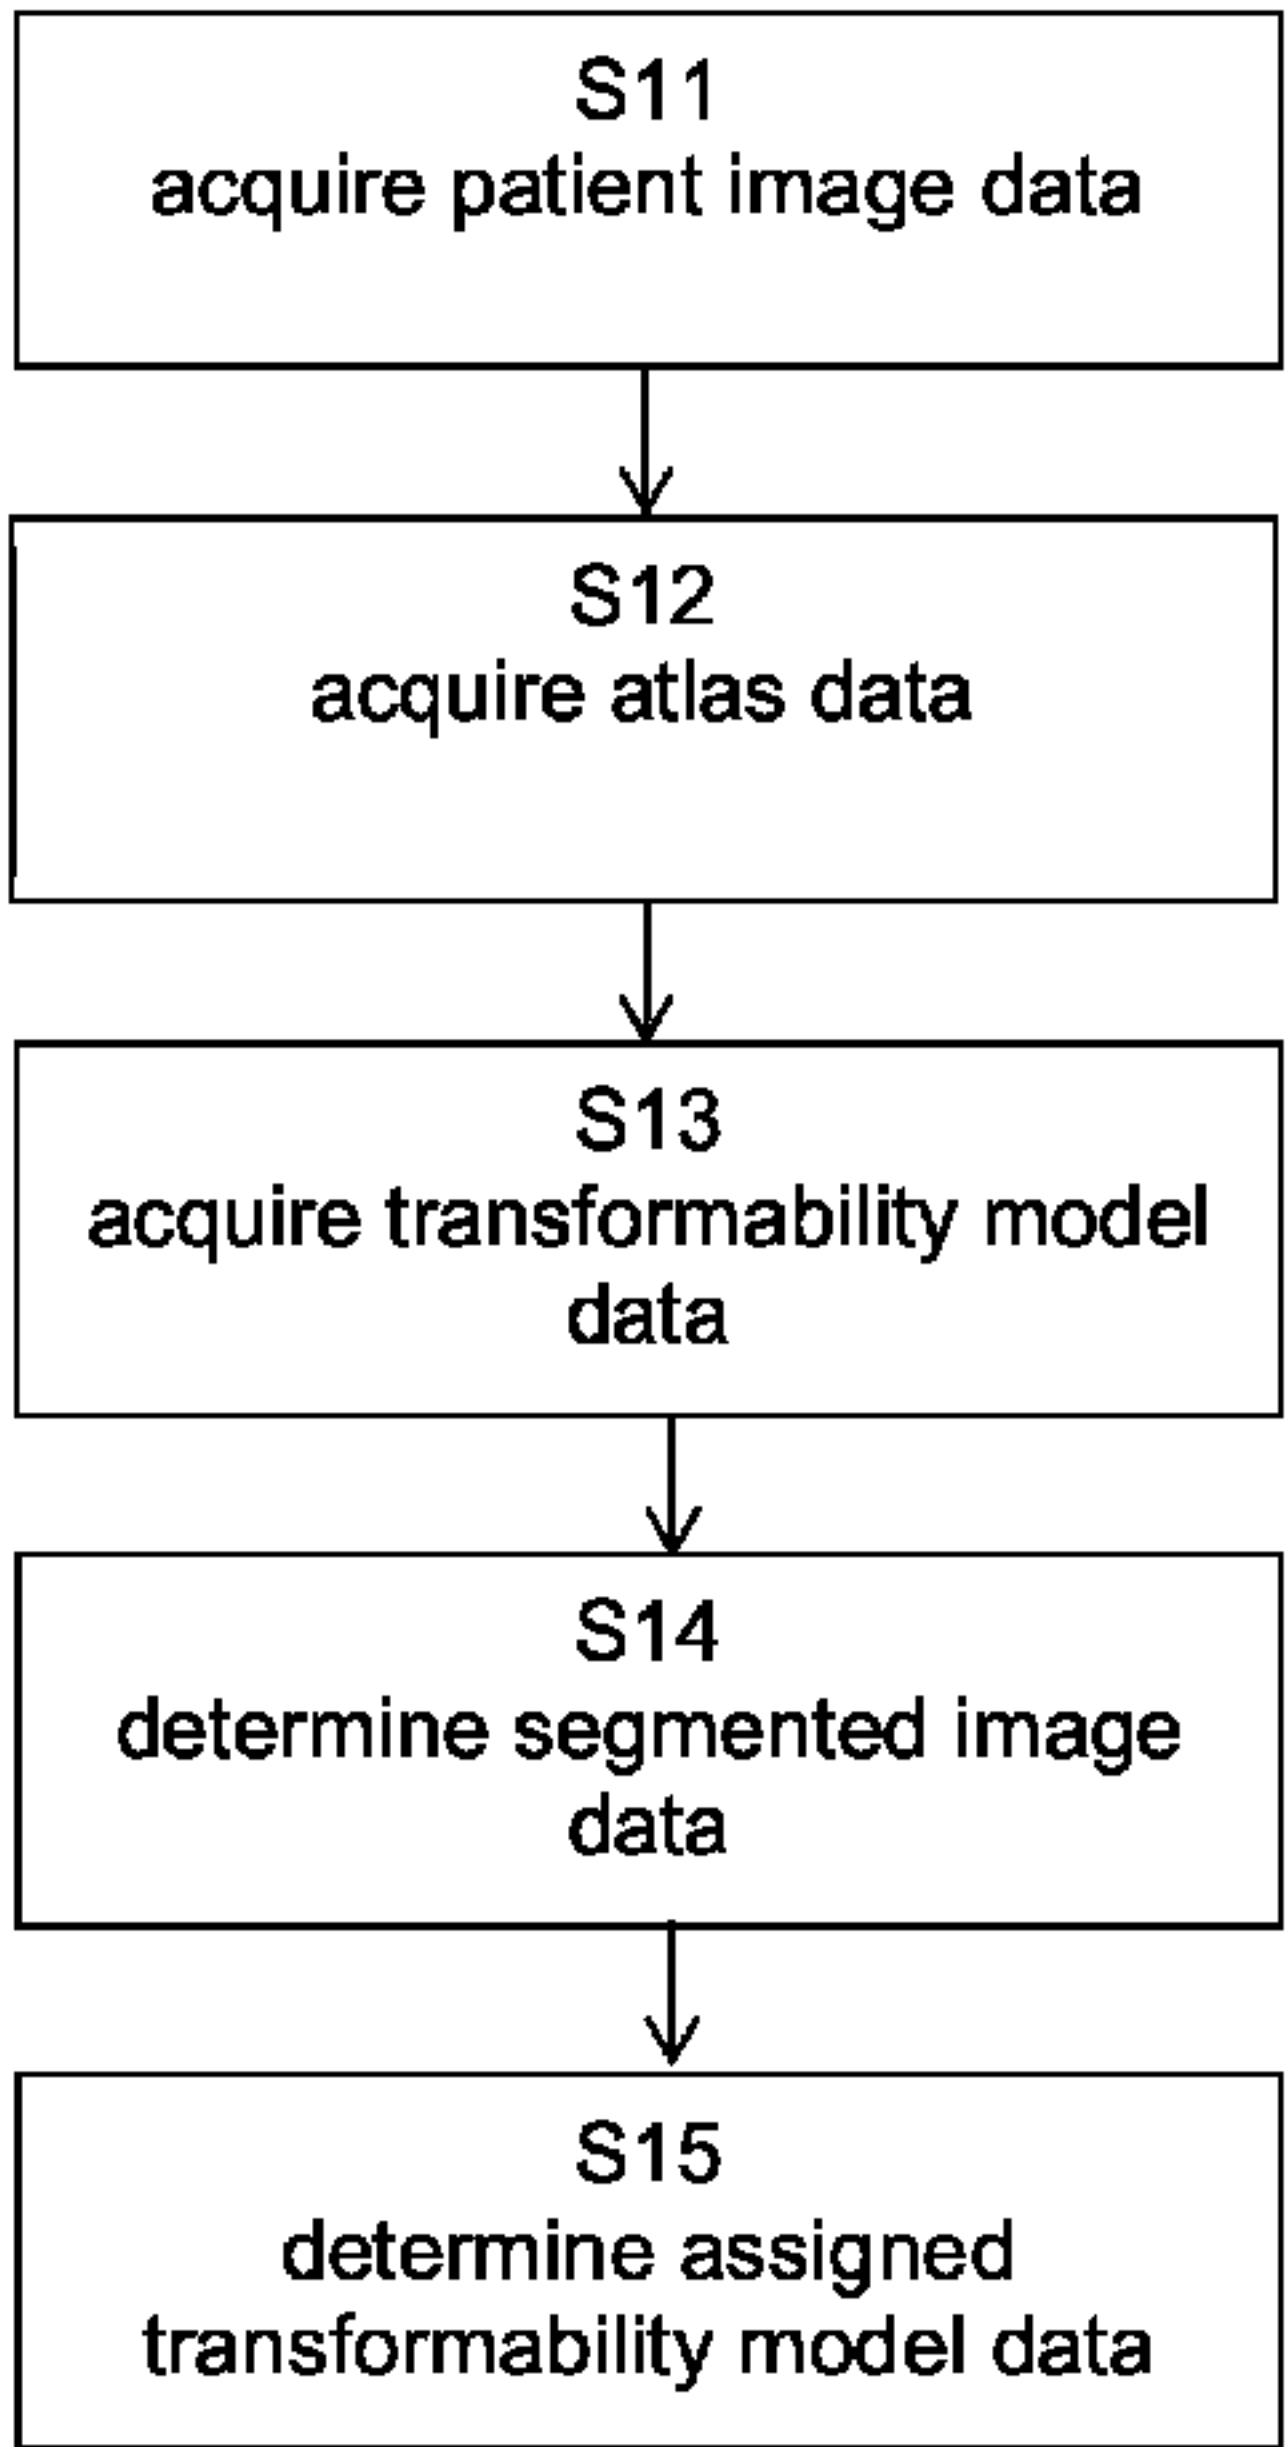 S11
acquire patient image data
S12
acquire atlas data
S13
acquire transformability model
data
S14
determine segmented image
data
S15
determine assigned
transformability model data